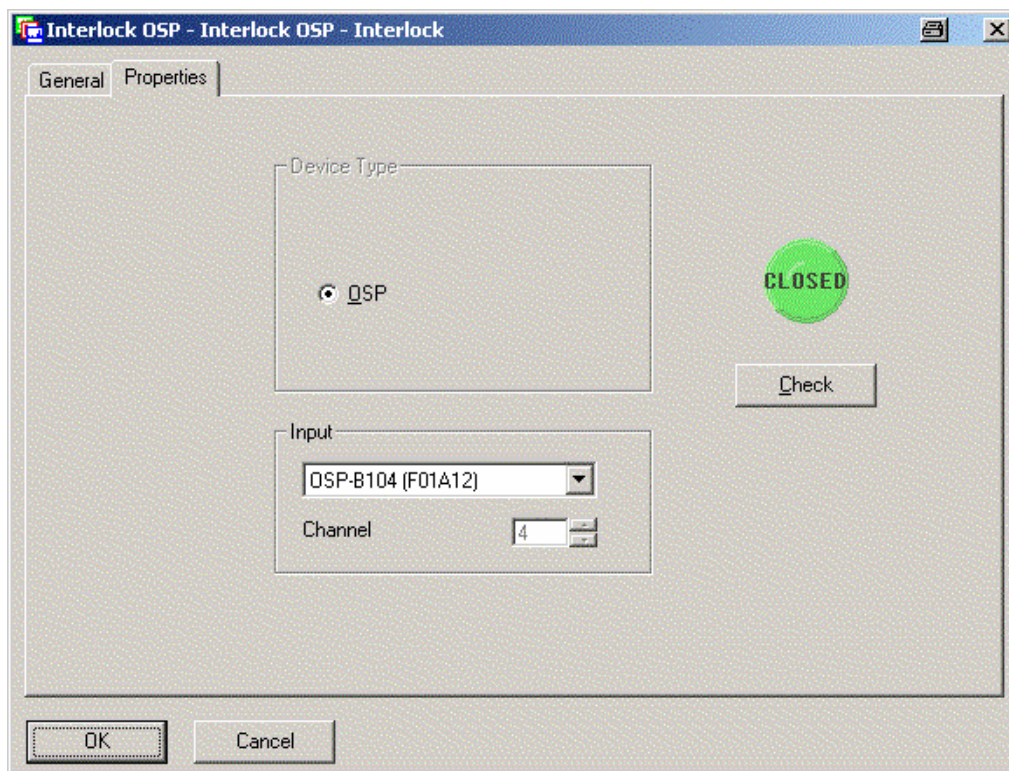 Interlock OSP - Interlock OSP - Interlock
General Properties
Device Type
OSP
CLOSED
Check
Input
OSP-B104 (F01A12)
Channel 4
OK Cancel